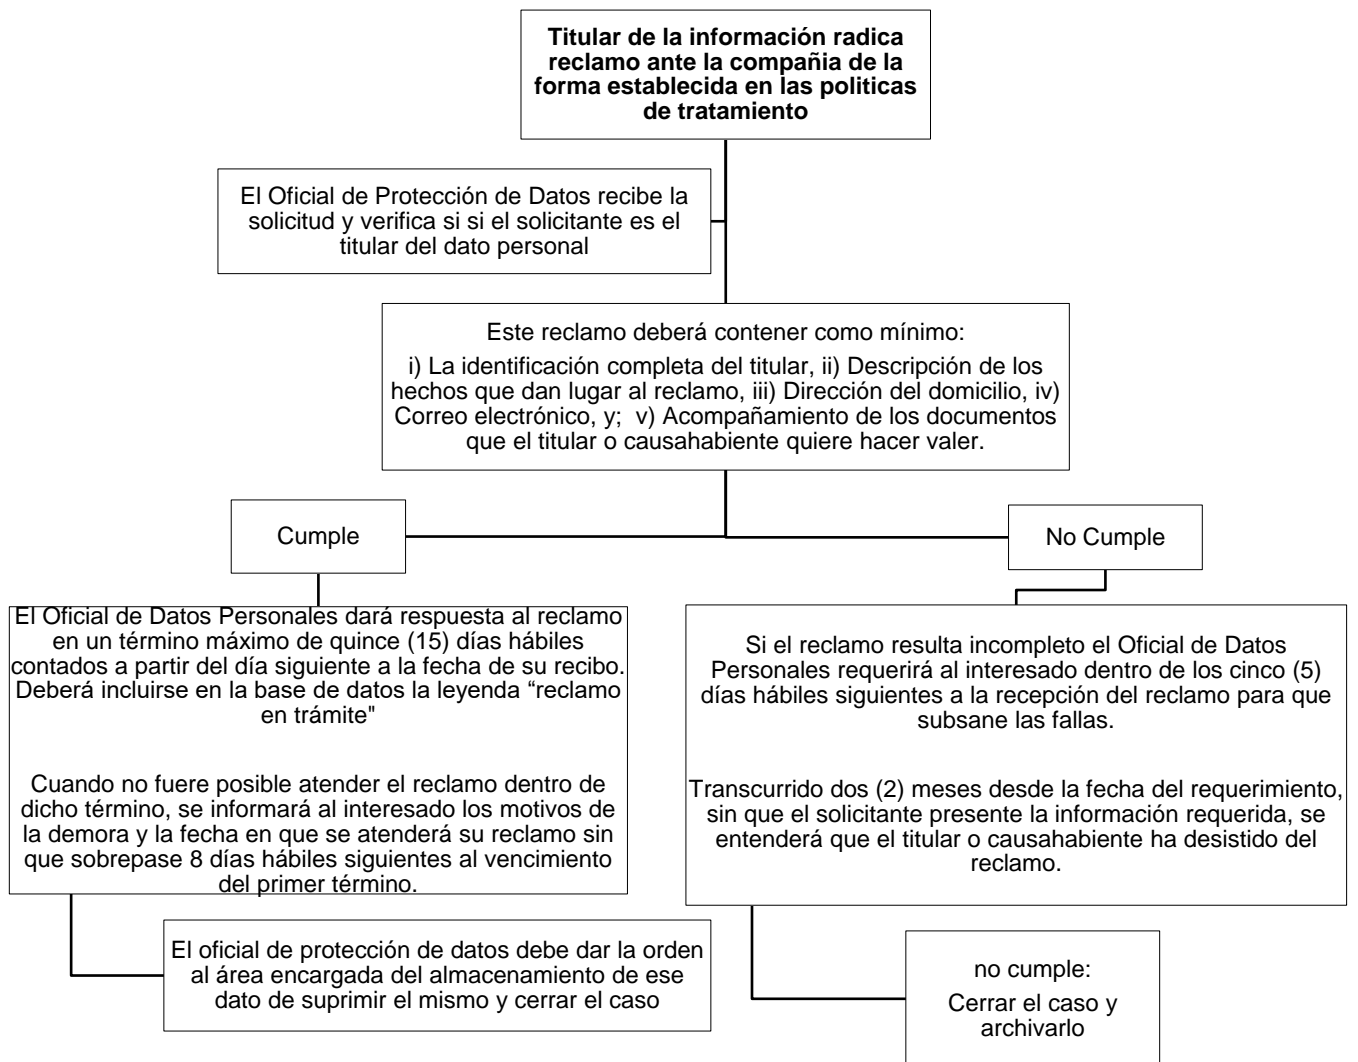 Titular de la información radica
reclamo ante la compañia de la
forma establecida en las politicas
de tratamiento
El Oficial de Protección de Datos recibe la
solicitud y verifica si si el solicitante es el
titular del dato personal
Este reclamo deberá contener como mínimo:
i) La identificación completa del titular, ii) Descripción de los
hechos que dan lugar al reclamo, iii) Dirección del domicilio, iv)
Correo electrónico, y;  v) Acompañamiento de los documentos
que el titular o causahabiente quiere hacer valer.
Cumple
No Cumple
El Oficial de Datos Personales dará respuesta al reclamo
en un término máximo de quince (15) días hábiles
contados a partir del día siguiente a la fecha de su recibo.
Deberá incluirse en la base de datos la leyenda “reclamo
en trámite"
Cuando no fuere posible atender el reclamo dentro de
dicho término, se informará al interesado los motivos de
la demora y la fecha en que se atenderá su reclamo sin
que sobrepase 8 días hábiles siguientes al vencimiento
del primer término.
Si el reclamo resulta incompleto el Oficial de Datos
Personales requerirá al interesado dentro de los cinco (5)
días hábiles siguientes a la recepción del reclamo para que
subsane las fallas.
Transcurrido dos (2) meses desde la fecha del requerimiento,
sin que el solicitante presente la información requerida, se
entenderá que el titular o causahabiente ha desistido del
reclamo.
El oficial de protección de datos debe dar la orden
al área encargada del almacenamiento de ese
dato de suprimir el mismo y cerrar el caso
no cumple:
Cerrar el caso y
archivarlo